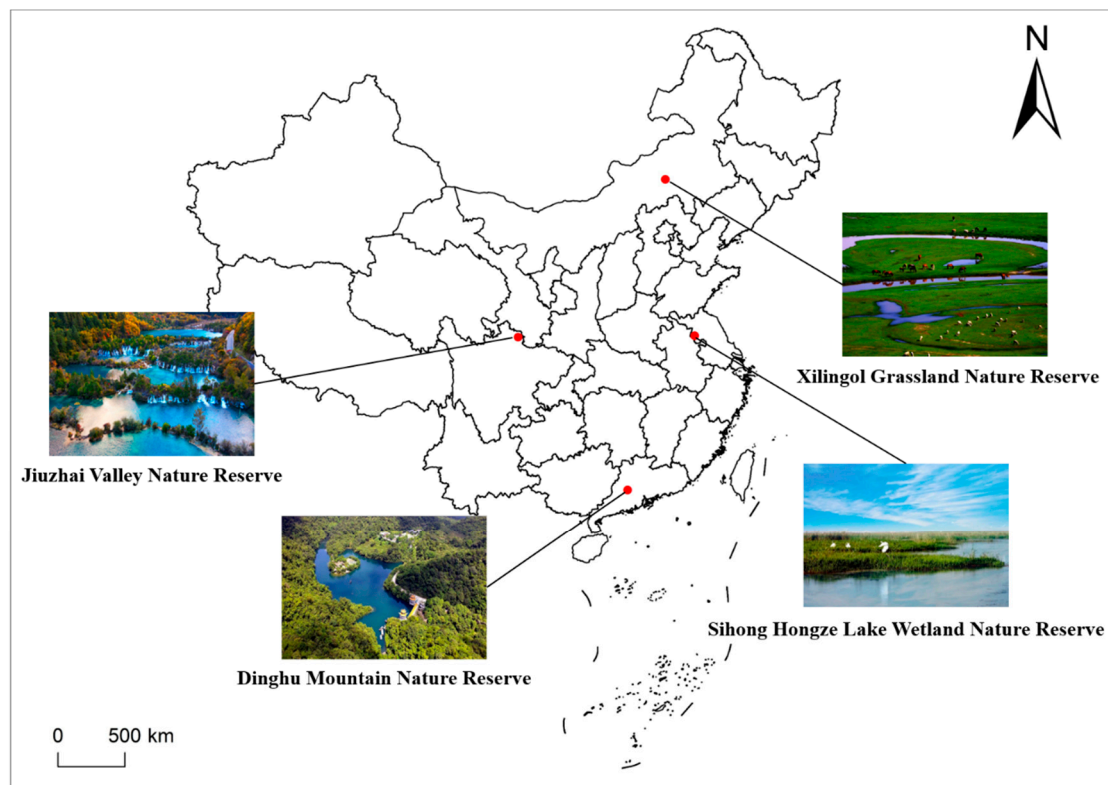 N
Xilingol Grassland Nature Reserve
Jiuzhai Valley Nature Reserve
Sihong Hongze Lake Wetland Nature Reserve
Dinghu Mountain Nature Reserve
0 500 km